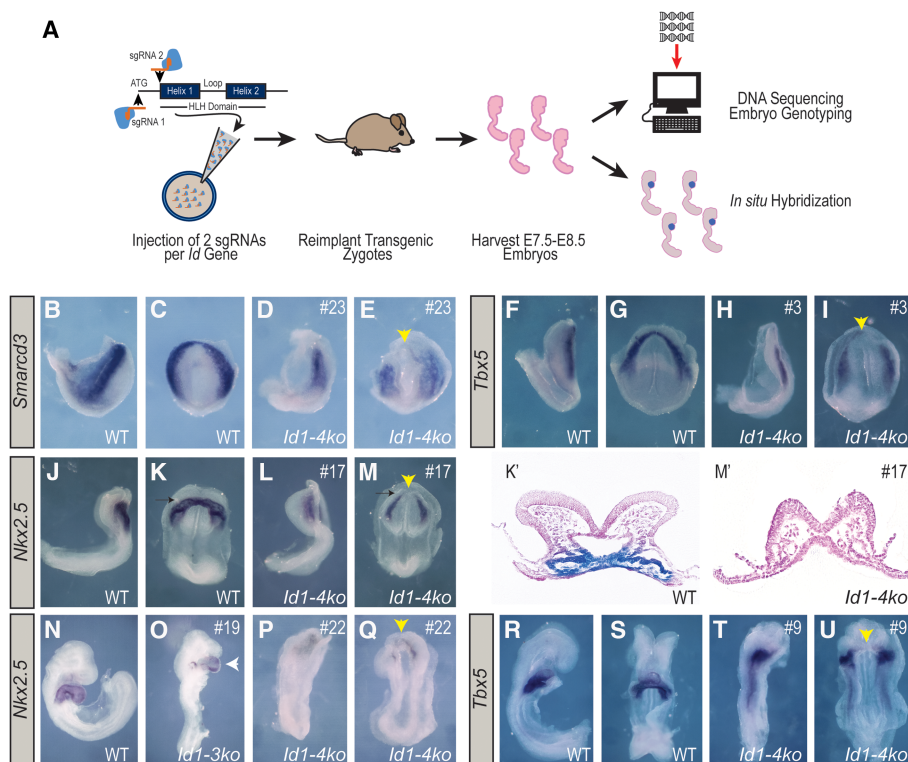 A
sgRNA 2
ATG
Loop
Helix 1
Helix 2
HLH Domain
sgRNA 1
Injection of 2 sgRNAs
per Id Gene
Reimplant Transgenic
Zygotes
Harvest E7.5-E8.5
Embryos
DNA Sequencing
Embryo Genotyping
In situ Hybridization
Smarcd3
B
WT
C
WT
D
#23
E
#23
Id1-4ko
Tbx5
F
WT
G
WT
H
#3
Id1-4ko
I
#3
Id1-4ko
Nkx2.5
J
WT
K
WT
L
#17
Id1-4ko
M
#17
Id1-4ko
K'
WT
M'
#17
Id1-4ko
Nkx2.5
N
WT
O
#19
Id1-3ko
P
#22
Id1-4ko
Q
#22
Id1-4ko
Tbx5
R
WT
S
WT
T
#9
Id1-4ko
U
#9
Id1-4ko